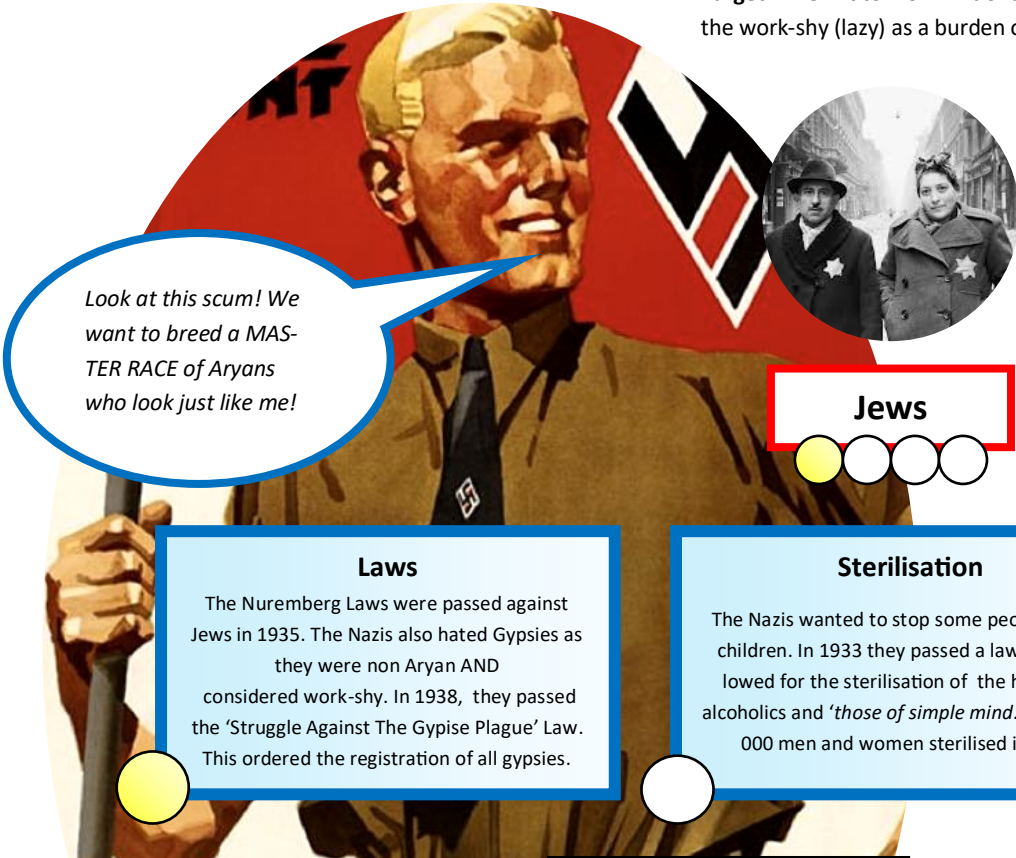 the work-shy (lazy) as a burden
NT
Look at this scum! We
want to breed a MAS-
TER RACE of Aryans
who look just like me!
Jews
Laws
The Nuremberg Laws were passed against
Jews in 1935. The Nazis also hated Gypsies as
they were non Aryan AND
considered work-shy. In 1938, they passed
the ‘Struggle Against The Gypise Plague’ Law.
This ordered the registration of all gypsies.
Sterilisation
The Nazis wanted to stop some
children. In 1933 they passed a law
lowed for the sterilisation of the
alcoholics and ‘those of simple mind.
000 men and women sterilised